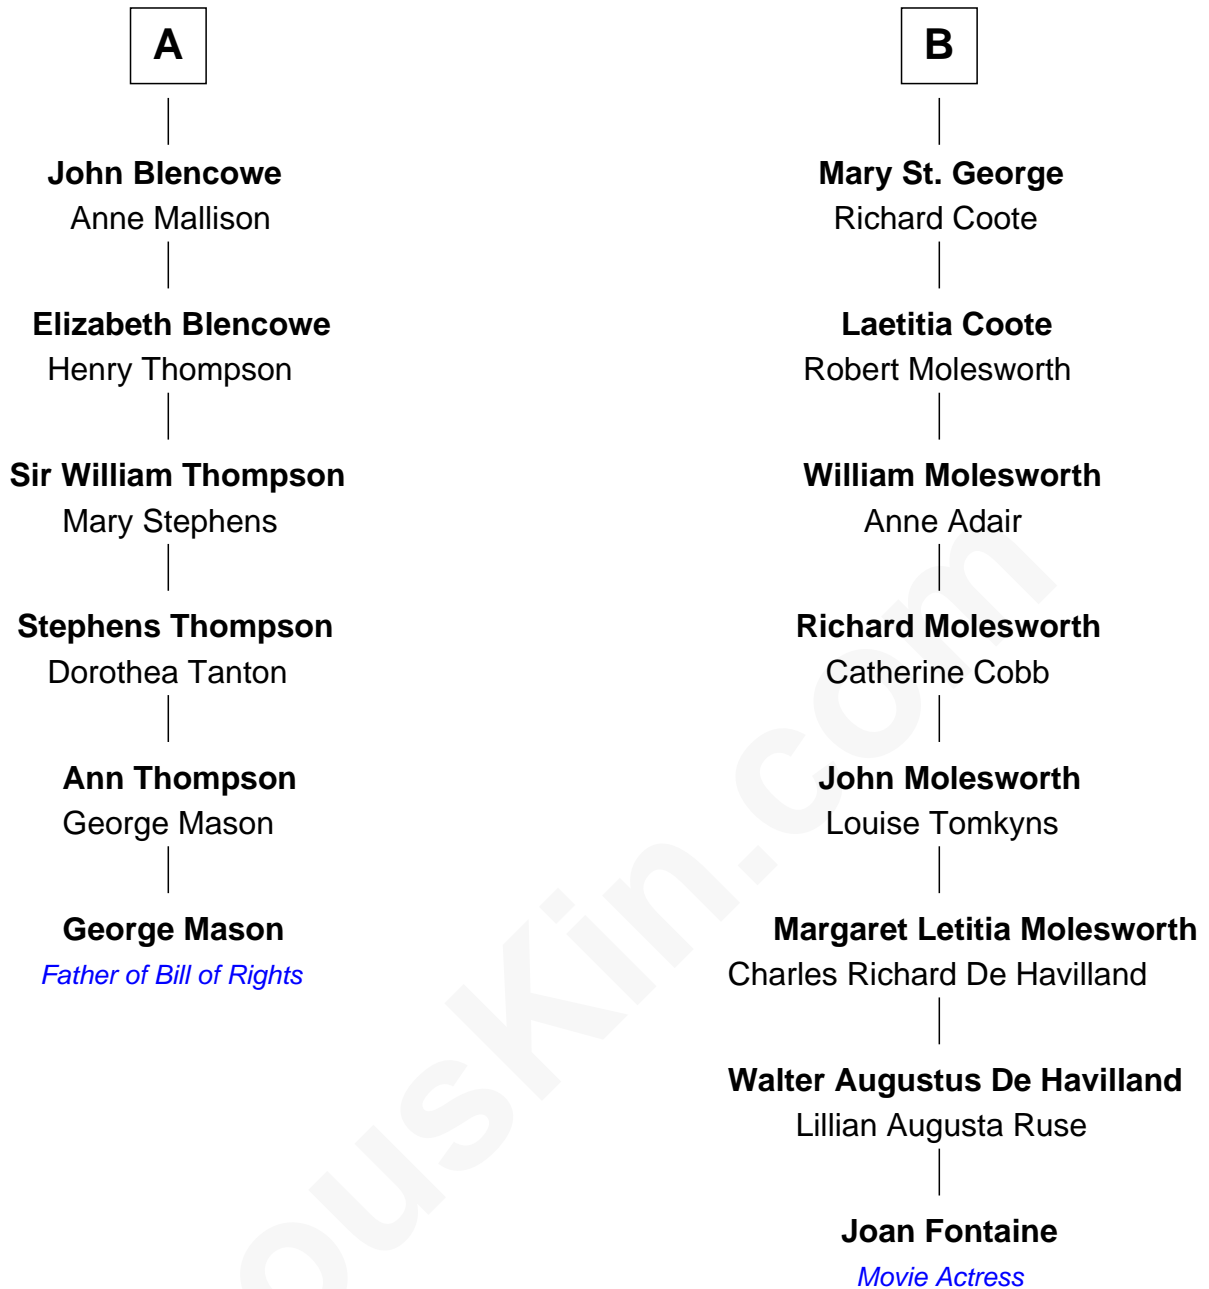 A
John Blencowe
Anne Mallison
Elizabeth Blencowe
Henry Thompson
Sir William Thompson
Mary Stephens
Stephens Thompson
Dorothea Tanton
Ann Thompson
George Mason
George Mason
Father of Bill of Rights
B
Mary St. George
Richard Coote
Laetitia Coote
Robert Molesworth
William Molesworth
Anne Adair
Richard Molesworth
Catherine Cobb
John Molesworth
Louise Tomkyns
Margaret Letitia Molesworth
Charles Richard De Havilland
Walter Augustus De Havilland
Lillian Augusta Ruse
Joan Fontaine
Movie Actress
ousKin.com